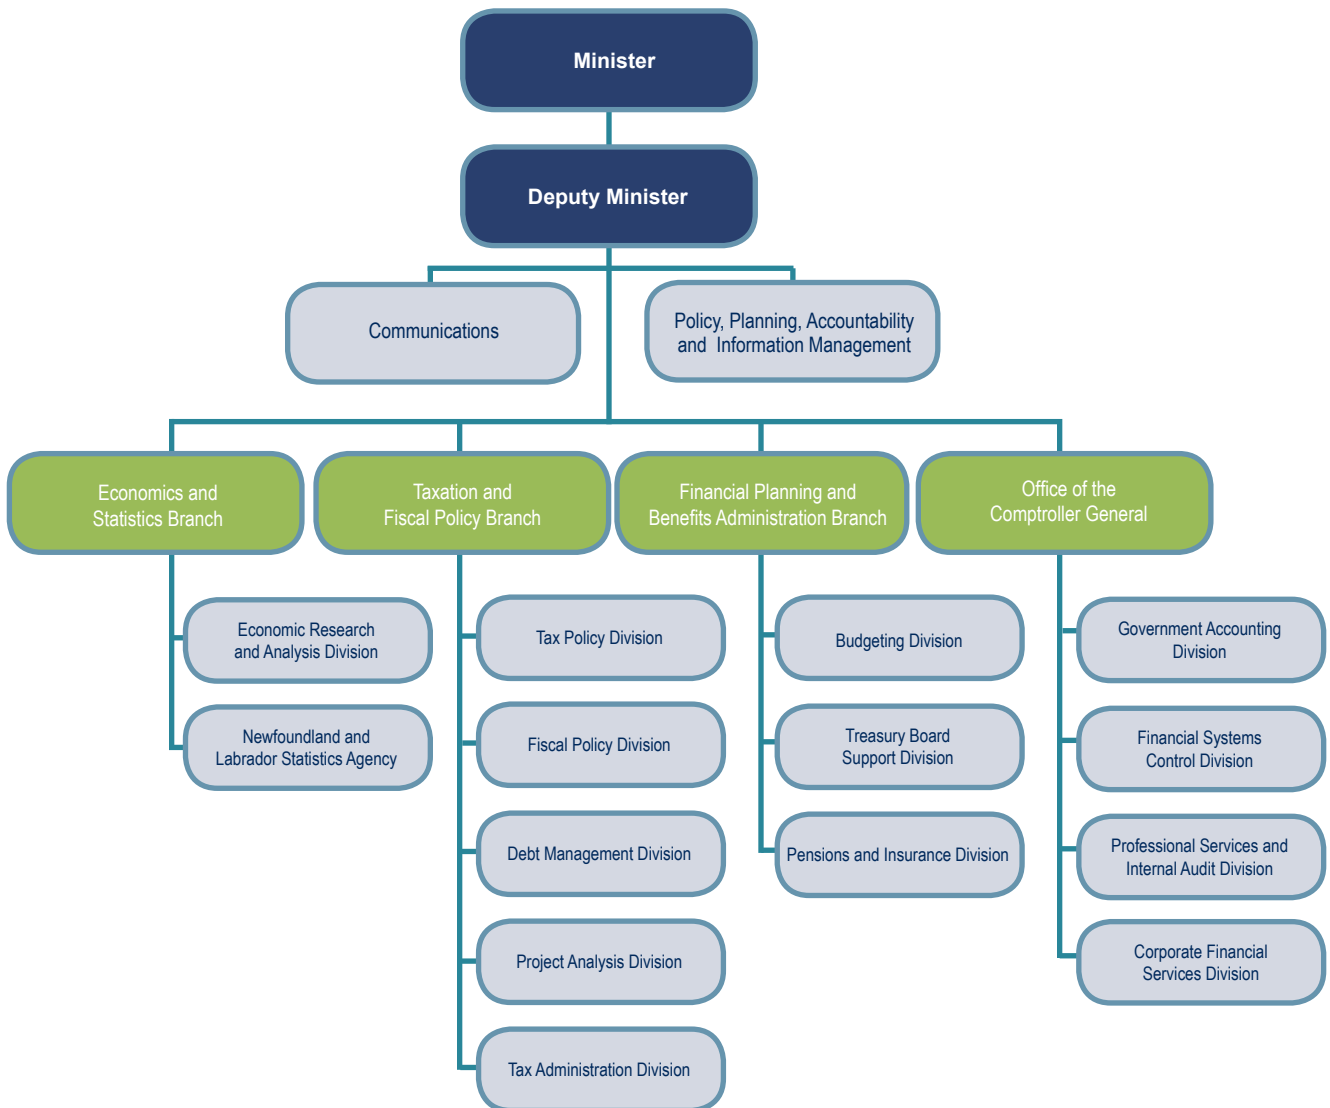 Minister
Deputy Minister
Communications
Policy, Planning, Accountability
and Information Management
Economics and
Statistics Branch
Taxation and
Fiscal Policy Branch
Financial Planning and
Benefits Administration Branch
Office of the
Comptroller General
Economic Research
and Analysis Division
Newfoundland and
Labrador Statistics Agency
Tax Policy Division
Fiscal Policy Division
Debt Management Division
Project Analysis Division
Tax Administration Division
Budgeting Division
Treasury Board
Support Division
Pensions and Insurance Division
Government Accounting
Division
Financial Systems
Control Division
Professional Services and
Internal Audit Division
Corporate Financial
Services Division